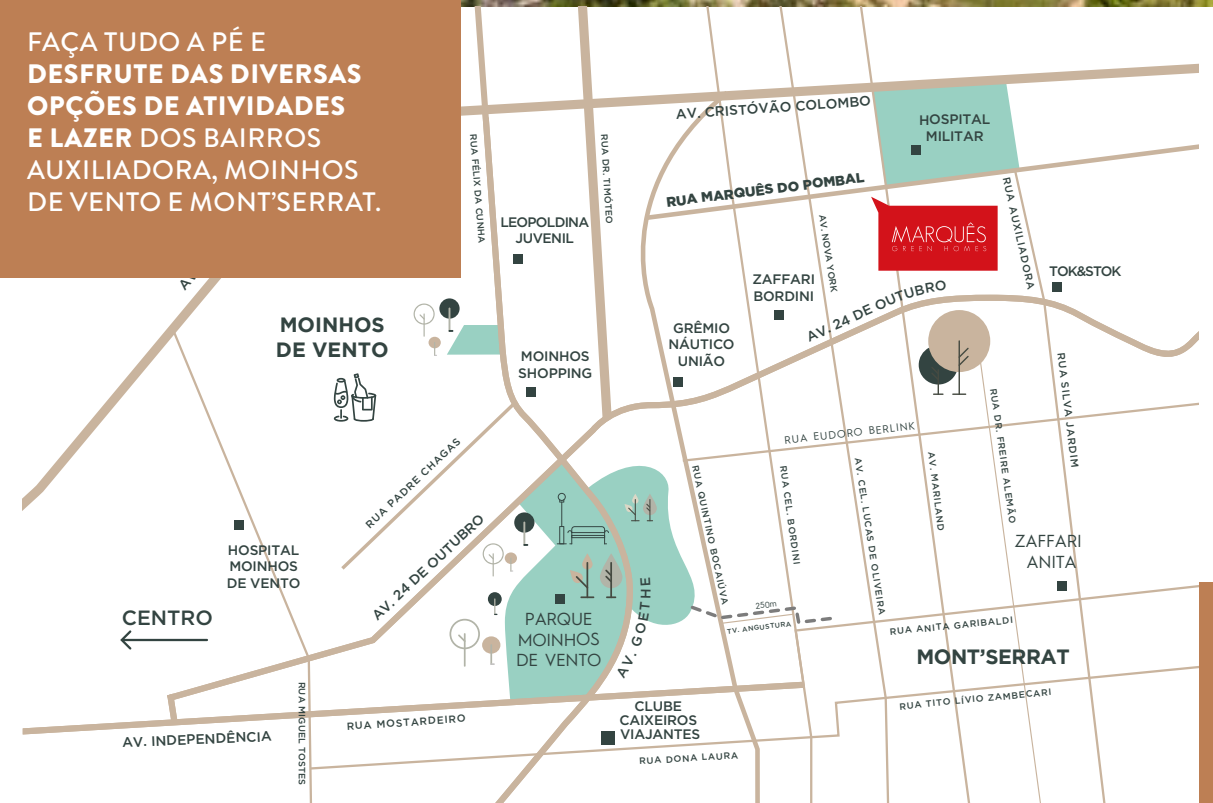 FAÇA TUDO A PÉ E
DESFRUTE DAS DIVERSAS
OPÇÕES DE ATIVIDADES
E LAZER DOS BAIRROS
AUXILIADORA, MOINHOS
DE VENTO E MONT'SERRAT.
AV. CRISTÓVÃO COLOMBO
HOSPITAL
MILITAR
RUA FÉLIX DA CUNHA
RUA DR. TIMÓTEO
RUA MARQUÊS DO POMBAL
RUA AUXILIADORA
LEOPOLDINA
JUVENIL
AV. NOVA YORK
MARQUÊS
GREEN HOMES
TOK&STOK
ZAFFARI
BORDINI
AV. 24 DE OUTUBRO
MOINHOS
DE VENTO
GRÊMIO
NÁUTICO
UNIÃO
MOINHOS
SHOPPING
RUA SILVA JARDIM
RUA DR. FREIRE ALEMÃO
RUA EUDORO BERLINK
RUA PADRE CHAGAS
RUA QUINTINO BOCAIÚVA
RUA CEL. BORDINI
AV. CEL. LUCAS DE OLIVEIRA
AV. MARILAND
AV. 24 DE OUTUBRO
HOSPITAL
MOINHOS
DE VENTO
ZAFFARI
ANITA
CENTRO
PARQUE
MOINHOS
DE VENTO
AV. GOETHE
250m
TV. ANGUSTURA
RUA ANITA GARIBALDI
MONT'SERRAT
RUA TITO LÍVIO ZAMBECARI
RUA MIGUEL TOSTES
RUA MOSTARDEIRO
AV. INDEPENDÊNCIA
CLUBE
CAIXEIROS
VIAJANTES
RUA DONA LAURA